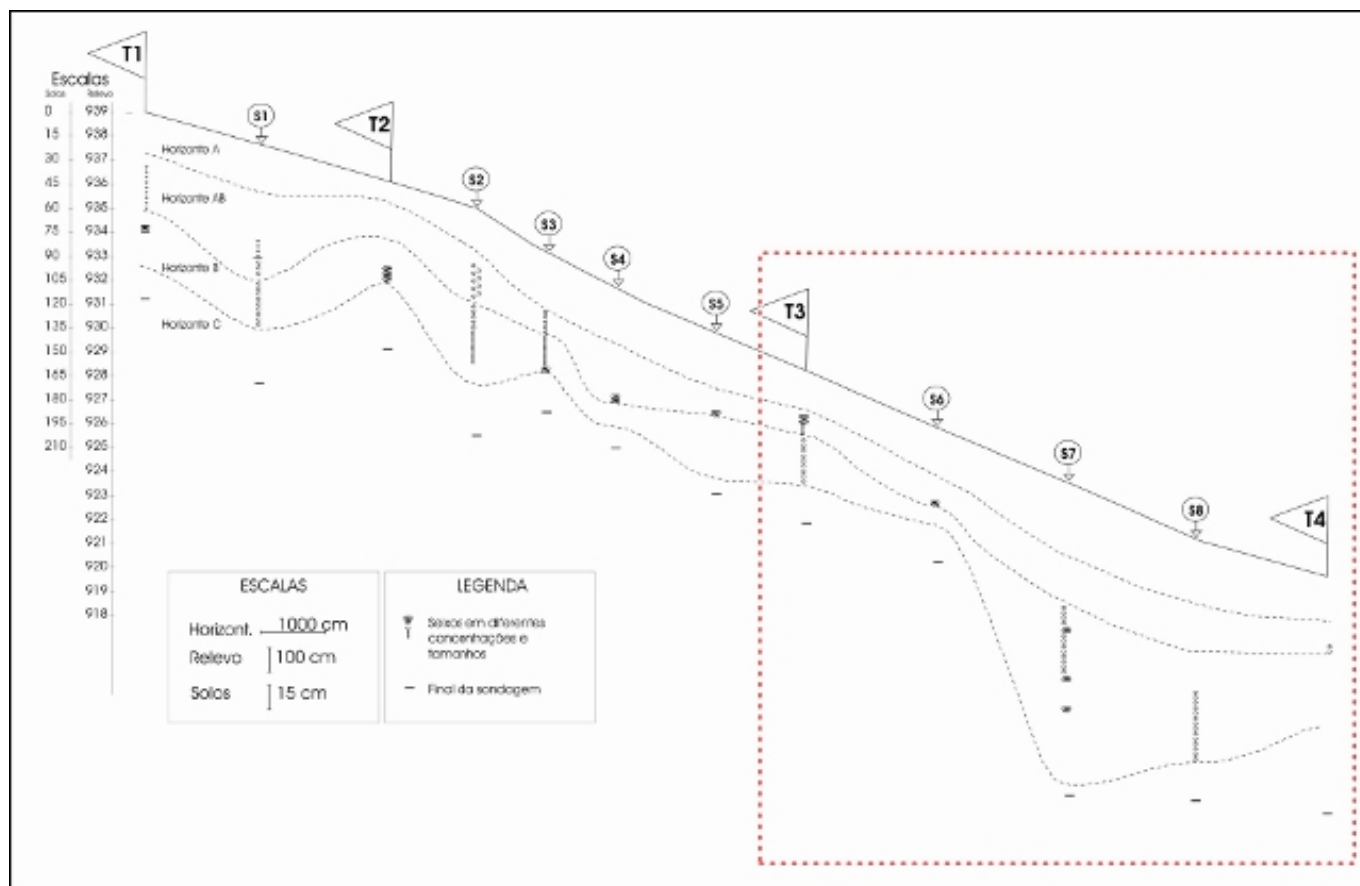 T1
Escalas
Solos Relevo
0 939
15 938
30 937
45 936
60 935
75 934
90 933
105 932
120 931
135 930
150 929
165 928
180 927
195 926
210 925
924
923
922
921
920
919
918
S1
T2
S2
S3
S4
S5
T3
S6
S7
S8
T4
Horizonte A
Horizonte AB
Horizonte B
Horizonte C
ESCALAS
Horizont. 1000 cm
Relevo 100 cm
Solos 15 cm
LEGENDA
Seixos em diferentes
concentrações e
tamanhos
Final da sondagem